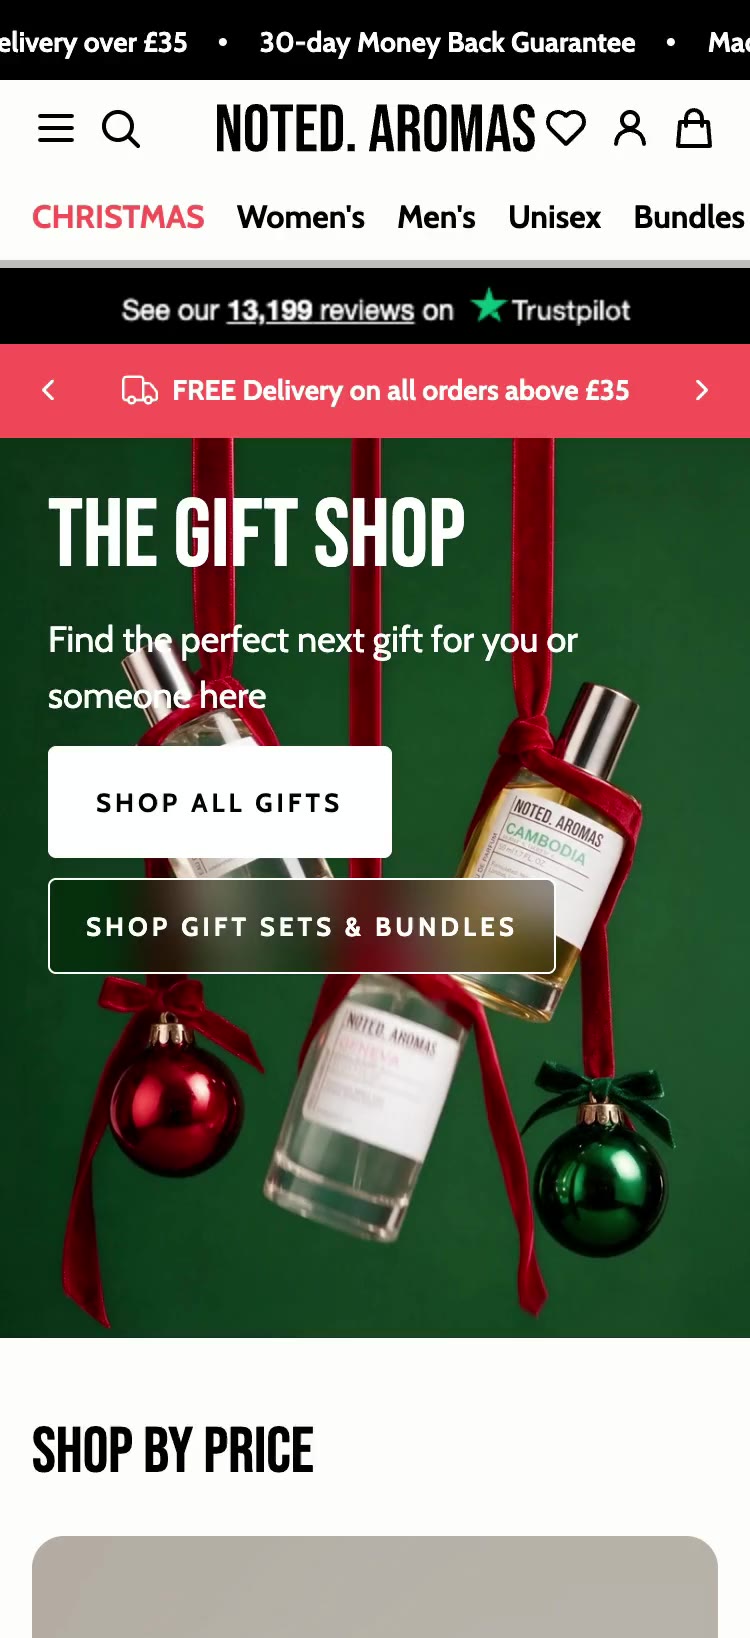 elivery over £35 • 30-day Money Back Guarantee •
NOTED. AROMAS
CHRISTMAS Women's Men's Unisex Bundles
See our 13,199 reviews on Trustpilot
FREE Delivery on all orders above £35
THE GIFT SHOP
Find the perfect next gift for you or
someone here
SHOP ALL GIFTS
NOTED. AROMAS
CAMBODIA
SHOP GIFT SETS & BUNDLES
NOTED. AROMAS
GENEVA
SHOP BY PRICE